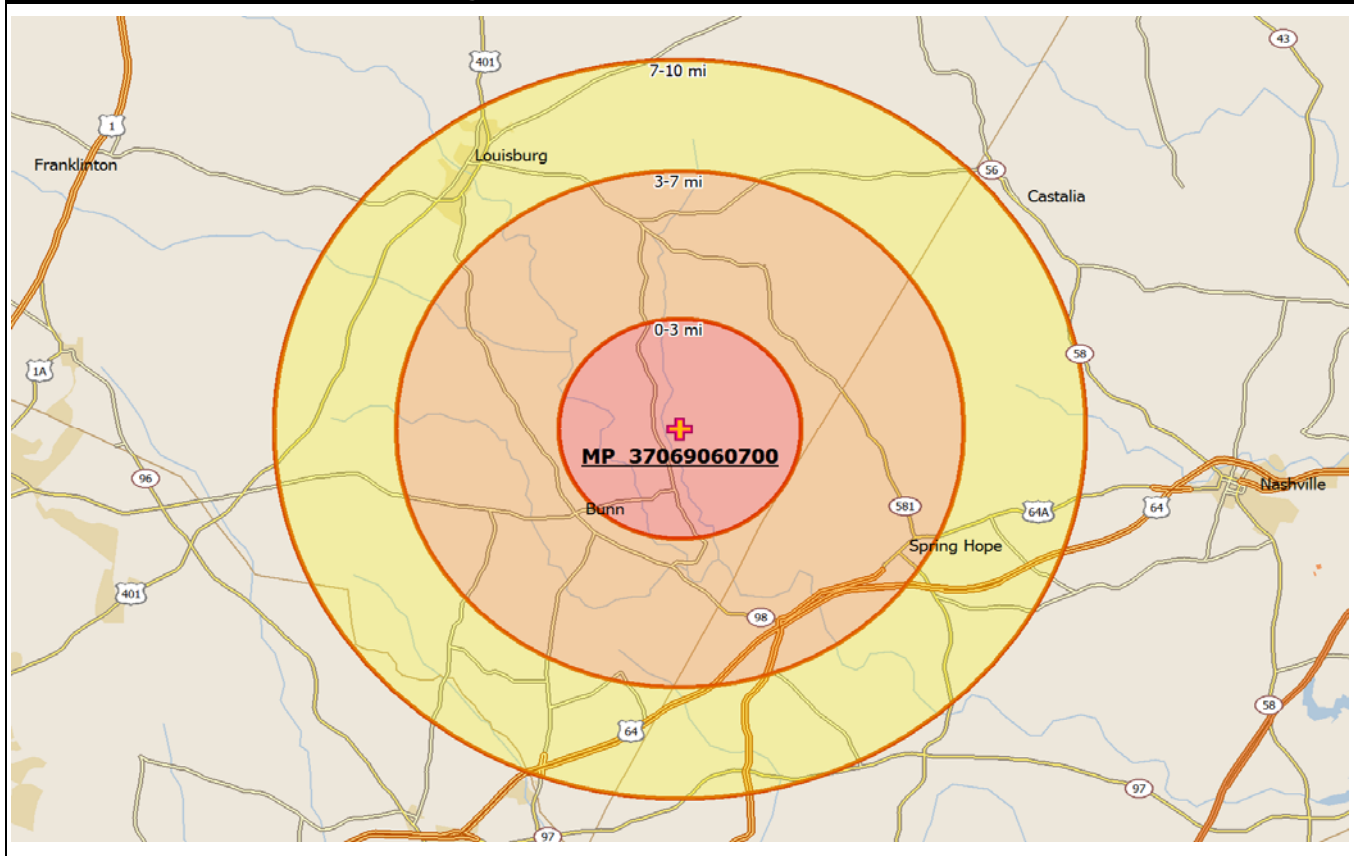 43
401
7-10 mi
1
Louisburg
Franklinton
56
3-7 mi
Castalia
0-3 mi
58
1A
MP 37069060700
96
Nashville
581
64A
64
Bunn
Spring Hope
401
98
58
64
97
97